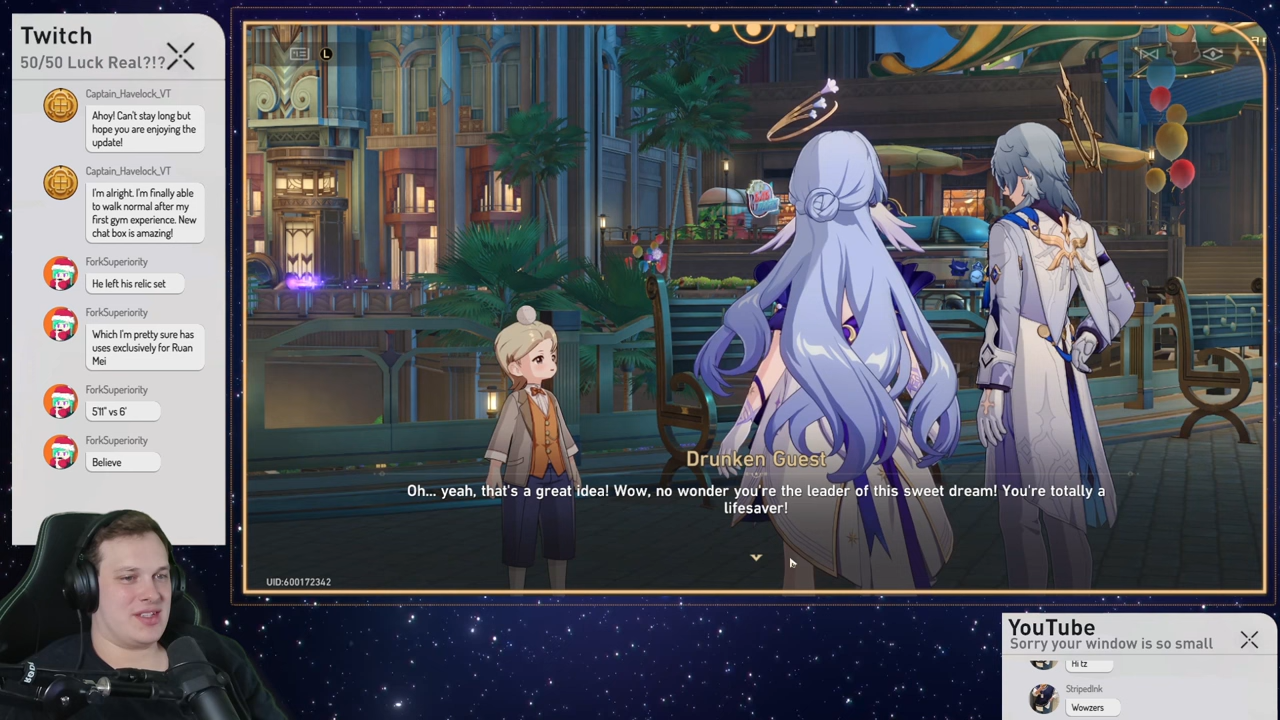 Twitch
50/50 Luck Real?!?
Captain_Havelock_VT
Ahoy! Can't stay long but
hope you are enjoying the
update!
Captain_Havelock_VT
I'm alright. I'm finally able
to walk normal after my
first gym experience. New
chat box is amazing!
ForkSuperiority
He left his relic set
ForkSuperiority
Which I'm pretty sure has
uses exclusively for Ruan
Mei
ForkSuperiority
5'11" vs 6'
ForkSuperiority
Believe
L
Drunken Guest
Oh... yeah, that's a great idea! Wow, no wonder you're the leader of this sweet dream! You're totally a
lifesaver!
UID:600172342
YouTube
Sorry your window is so small
Hi tz
StripedInk
Wowzers